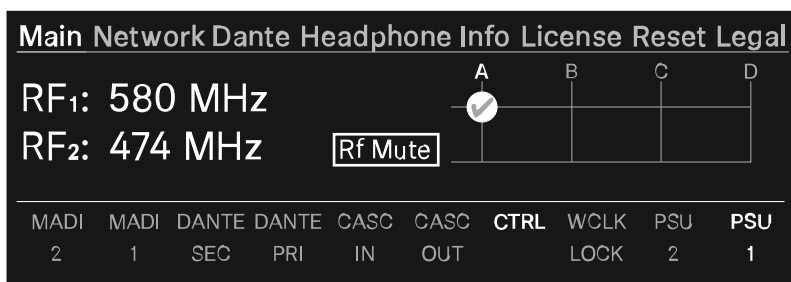 Main Network Dante Headphone Info License Reset Legal
A B C D
RF1: 580 MHz
RF2: 474 MHz Rf Mute
MADI MADI DANTE DANTE CASC CASC CTRL WCLK PSU PSU
2 1 SEC PRI IN OUT LOCK 2 1